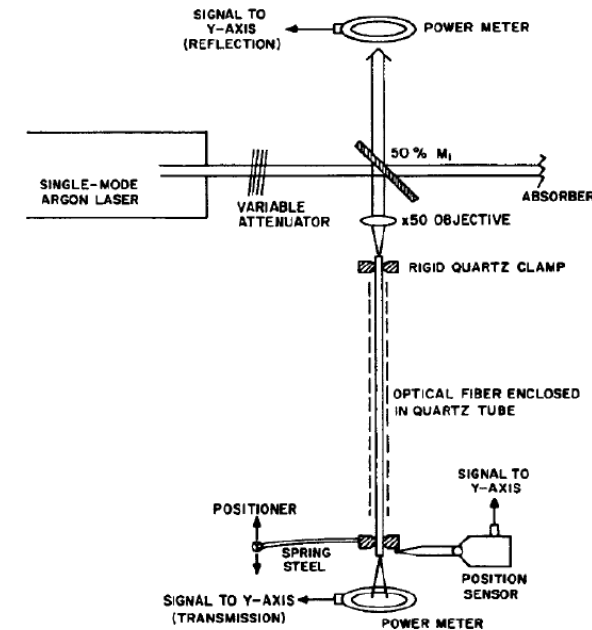 SIGNAL TO
Y-AXIS
(REFLECTION)
POWER METER
50 % M₁
SINGLE-MODE
ARGON LASER
VARIABLE
ATTENUATOR
ABSORBER
x50 OBJECTIVE
RIGID QUARTZ CLAMP
OPTICAL FIBER ENCLOSED
IN QUARTZ TUBE
SIGNAL TO
Y-AXIS
POSITIONER
SPRING
STEEL
POSITION
SENSOR
SIGNAL TO Y-AXIS
(TRANSMISSION)
POWER METER